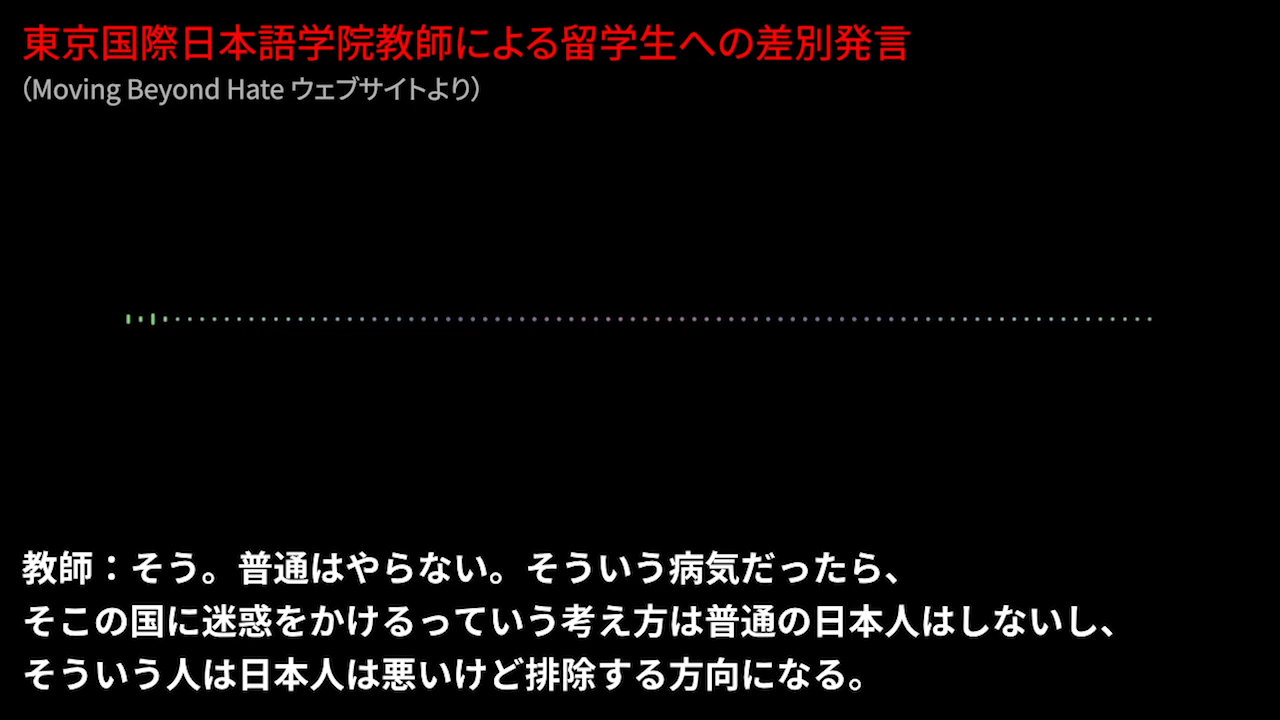 東京国際日本語学院教師による留学生への差別発言
（Moving Beyond Hate ウェブサイトより）
教師：そう。普通はやらない。そういう病気だったら、
そこの国に迷惑をかけるっていう考え方は普通の日本人はしないし、
そういう人は日本人は悪いけど排除する方向になる。